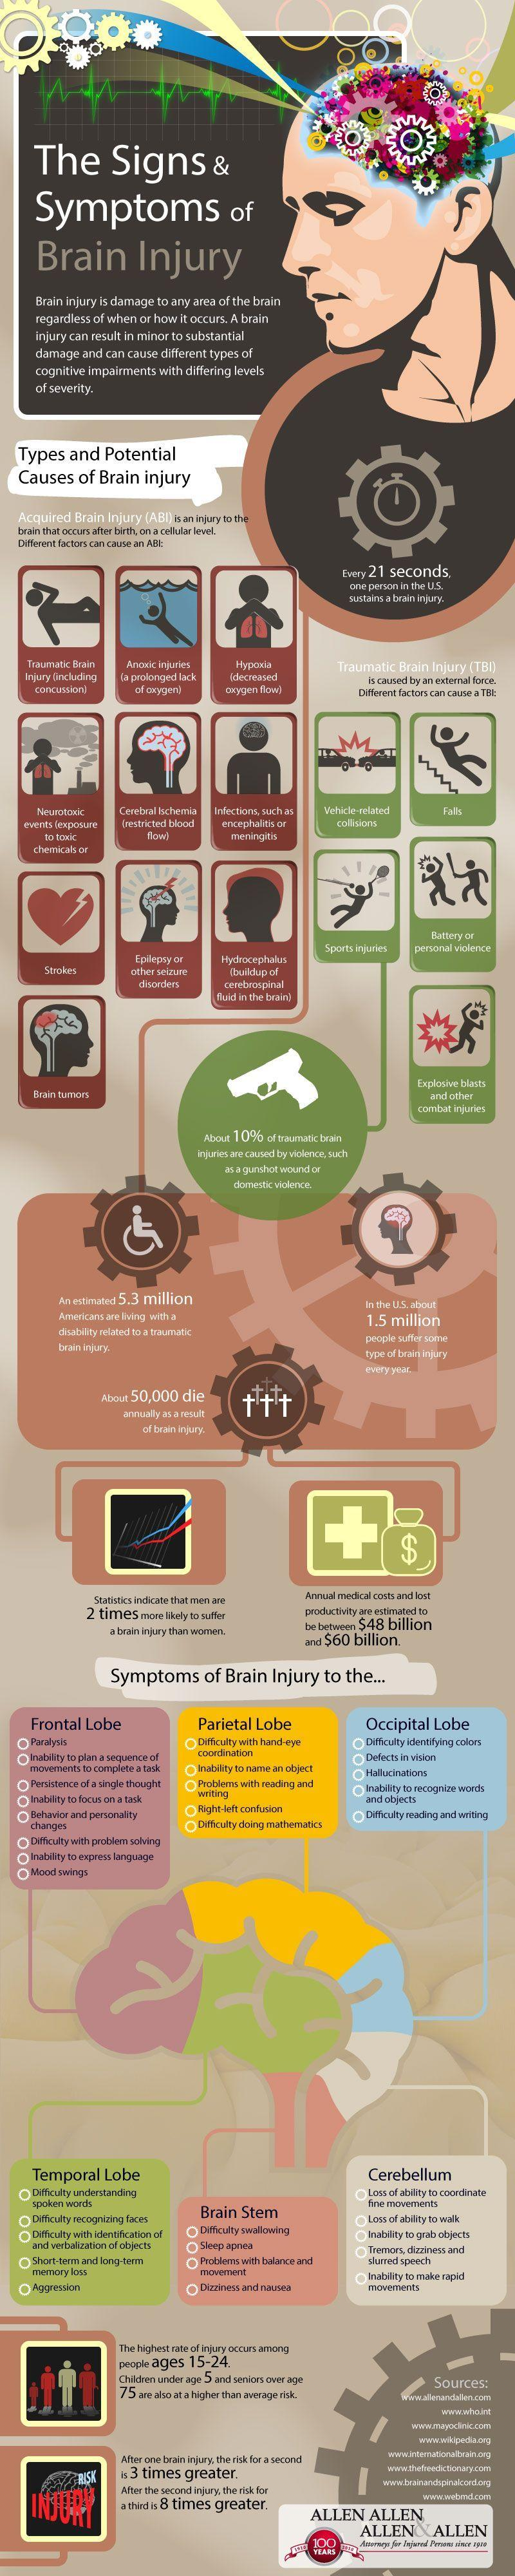 The Signs &
Symptoms of
Brain Injury
Brain injury is damage to any area of the brain
regardless of when or how it occurs. A brain
injury can result in minor to substantial
damage and can cause different types of
cognitive impairments with differing levels
of severity.
Types and Potential
Causes of Brain injury
Acquired Brain Injury (ABI) is an injury to the
brain that occurs after birth, on a cellular level.
Different factors can cause an ABI:
Every 21 seconds,
one person in the U.S.
sustains a brain injury.
Traumatic Brain
Injury (including
concussion)
Anoxic injuries
(a prolonged lack
of oxygen)
Hypoxia
(decreased
oxygen flow)
Neurotoxic
events (exposure
to toxic
chemicals or
Cerebral Ischemia
(restricted blood
flow)
Infections, such as
encephalitis or
meningitis
Strokes
Epilepsy or
other seizure
disorders
Hydrocephalus
(buildup of
cerebrospinal
fluid in the brain)
Brain tumors
Traumatic Brain Injury (TBI)
is caused by an external force.
Different factors can cause a TBI:
Vehicle-related
collisions
Falls
Sports injuries
Battery or
personal violence
Explosive blasts
and other
combat injuries
About 10% of traumatic brain
injuries are caused by violence, such
as a gunshot wound or
domestic violence.
An estimated 5.3 million
Americans are living with a
disability related to a traumatic
brain injury.
In the U.S. about
1.5 million
people suffer some
type of brain injury
every year.
About 50,000 die
annually as a result
of brain injury.
Statistics indicate that men are
2 times more likely to suffer
a brain injury than women.
$
Annual medical costs and lost
productivity are estimated to
be between $48 billion
and $60 billion.
Symptoms of Brain Injury to the...
Frontal Lobe
Paralysis
Inability to plan a sequence of
movements to complete a task
Persistence of a single thought
Inability to focus on a task
Behavior and personality
changes
Difficulty with problem solving
Inability to express language
Mood swings
Parietal Lobe
Difficulty with hand-eye
coordination
Inability to name an object
Problems with reading and
writing
Right-left confusion
Difficulty doing mathematics
Occipital Lobe
Difficulty identifying colors
Defects in vision
Hallucinations
Inability to recognize words
and objects
Difficulty reading and writing
Temporal Lobe
Difficulty understanding
spoken words
Difficulty recognizing faces
Difficulty with identification of
and verbalization of objects
Short-term and long-term
memory loss
Aggression
Brain Stem
Difficulty swallowing
Sleep apnea
Problems with balance and
movement
Dizziness and nausea
Cerebellum
Loss of ability to coordinate
fine movements
Loss of ability to walk
Inability to grab objects
Tremors, dizziness and
slurred speech
Inability to make rapid
movements
The highest rate of injury occurs among
people ages 15-24.
Children under age 5 and seniors over age
75 are also at a higher than average risk.
RISK
INJURY
After one brain injury, the risk for a second
is 3 times greater.
After the second injury, the risk for
a third is 8 times greater.
Sources:
www.allenandallen.com
www.who.int
www.mayoclinic.com
www.wikipedia.org
www.internationalbrain.org
www.thefreedictionary.com
www.brainandspinalcord.org
www.webmd.com
ALLEN ALLEN
ALLEN & ALLEN
Attorneys for Injured Persons since 1910
1910 100 2010
YEARS